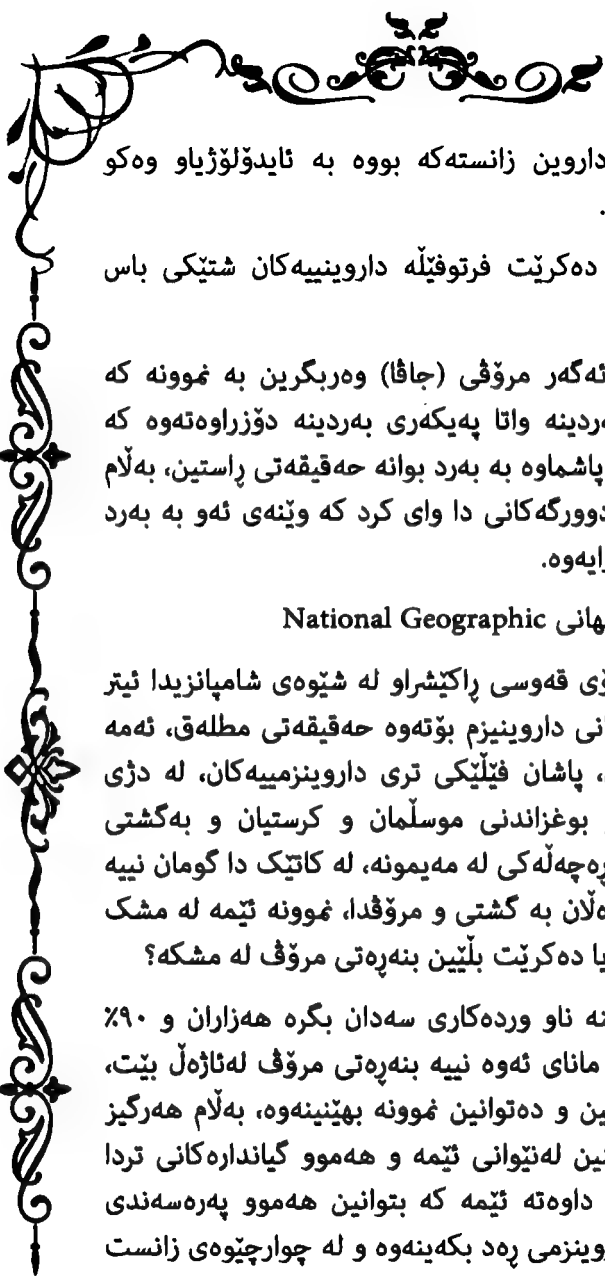 داروین زانستەکە بووە بە ئایدۆلۆژیاو وەکو
.
دەکرێت فرتوفێڵە داروینییەکان شتێکی باس
ئەگەر مرۆڤی (جاڤا) وەربگرین بە نموونە کە
ەردینە واتا پەیکەری بەردینە دۆزراوەتەوە کە
پاشماوە بە بەرد بوانە حەقیقەتی ڕاستین، بەڵام
دوورگەکانی دا وای کرد کە وێنەی ئەو بە بەرد
رایەوە.
یهانی National Geographic
ۆی قەوسی ڕاکێشراو لە شێوەی شامپانزیدا ئیتر
انی داروینیزم بۆتەوە حەقیقەتی مطلەق، ئەمە
، پاشان فێڵێکی تری داروینزمییەکان، لە دژی
بوغزاندنی موسڵمان و کرستیان و بەگشتی
ڕەچەڵەکی لە مەیمونە، لە کاتێک دا گومان نییە
ەڵان بە گشتی و مرۆڤدا، نموونە ئێمە لە مشک
یا دەکرێت بڵێین بنەڕەتی مرۆڤ لە مشکە؟
نە ناو وردەکاری سەدان بگرە هەزاران و ٩٠٪
مانای ئەوە نییە بنەڕەتی مرۆڤ لەئاژەڵ بێت،
ین و دەتوانین نموونە بهێنینەوە، بەڵام هەرگیز
نین لەنێوانی ئێمە و هەموو گیاندارەکانی تردا
داوەتە ئێمە کە بتوانین هەموو پەرەسەندی
روینزمی ڕەد بکەینەوە و لە چوارچێوەی زانست